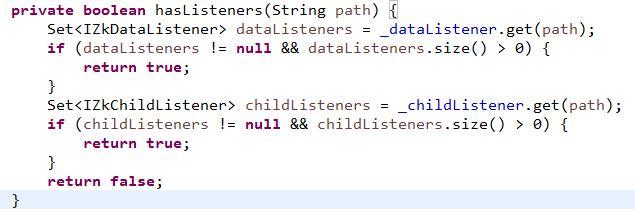 private boolean hasListeners(String path) {
    Set<IZkDataListener> dataListeners = _dataListener.get(path);
    if (dataListeners != null && dataListeners.size() > 0) {
        return true;
    }
    Set<IZkChildListener> childListeners = _childListener.get(path);
    if (childListeners != null && childListeners.size() > 0) {
        return true;
    }
    return false;
}